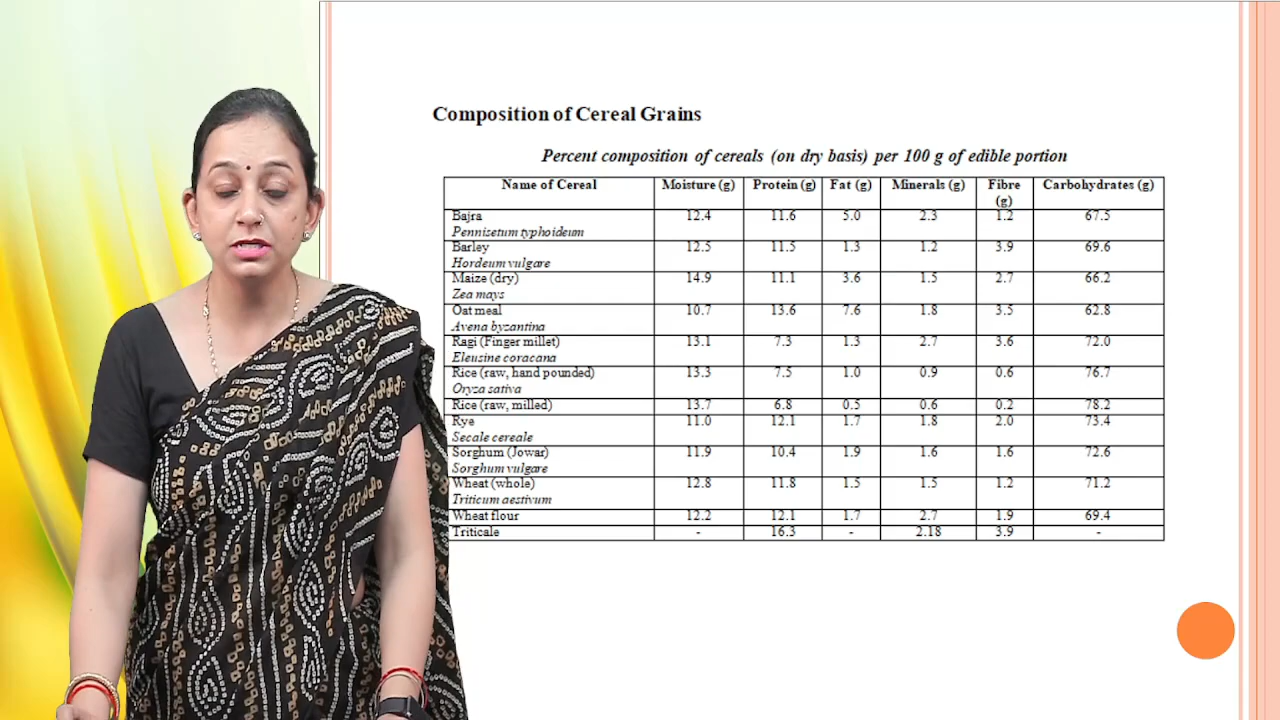 Composition of Cereal Grains
Percent composition of cereals (on dry basis) per 100 g of edible portion
Name of Cereal Moisture (g) Protein (g) Fat (g) Minerals (g) Fibre (g) Carbohydrates (g)
Bajra 12.4 11.6 5.0 2.3 1.2 67.5
Pennisetum typhoideum
Barley 12.5 11.5 1.3 1.2 3.9 69.6
Hordeum vulgare
Maize (dry) 14.9 11.1 3.6 1.5 2.7 66.2
Zea mays
Oat meal 10.7 13.6 7.6 1.8 3.5 62.8
Avena byzantina
Ragi (Finger millet) 13.1 7.3 1.3 2.7 3.6 72.0
Eleusine coracana
Rice (raw, hand pounded) 13.3 7.5 1.0 0.9 0.6 76.7
Oryza sativa
Rice (raw, milled) 13.7 6.8 0.5 0.6 0.2 78.2
Rye 11.0 12.1 1.7 1.8 2.0 73.4
Secale cereale
Sorghum (Jowar) 11.9 10.4 1.9 1.6 1.6 72.6
Sorghum vulgare
Wheat (whole) 12.8 11.8 1.5 1.5 1.2 71.2
Triticum aestivum
Wheat flour 12.2 12.1 1.7 2.7 1.9 69.4
Triticale - 16.3 - 2.18 3.9 -